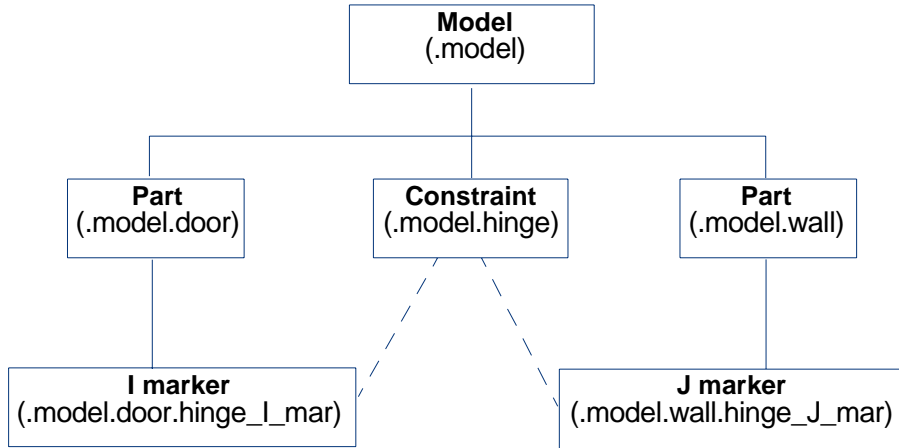 Model
(.model)
Part
(.model.door)
Constraint
(.model.hinge)
Part
(.model.wall)
I marker
(.model.door.hinge_I_mar)
J marker
(.model.wall.hinge_J_mar)